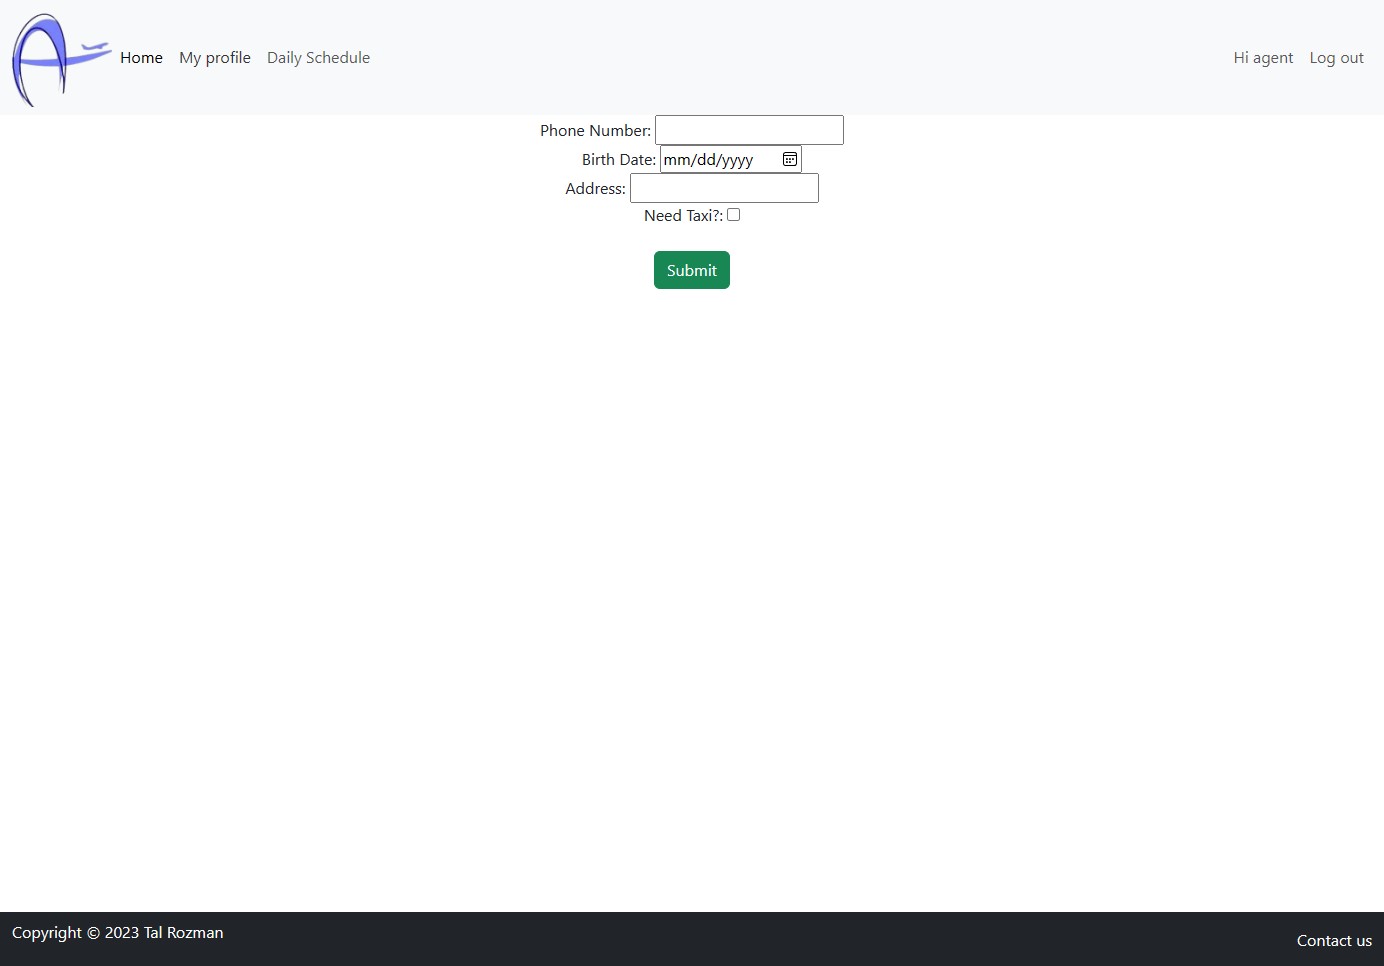 Home My profile Daily Schedule Hi agent Log out
Phone Number:
Birth Date: mm/dd/yyyy
Address:
Need Taxi?:
Submit
Copyright © 2023 Tal Rozman
Contact us